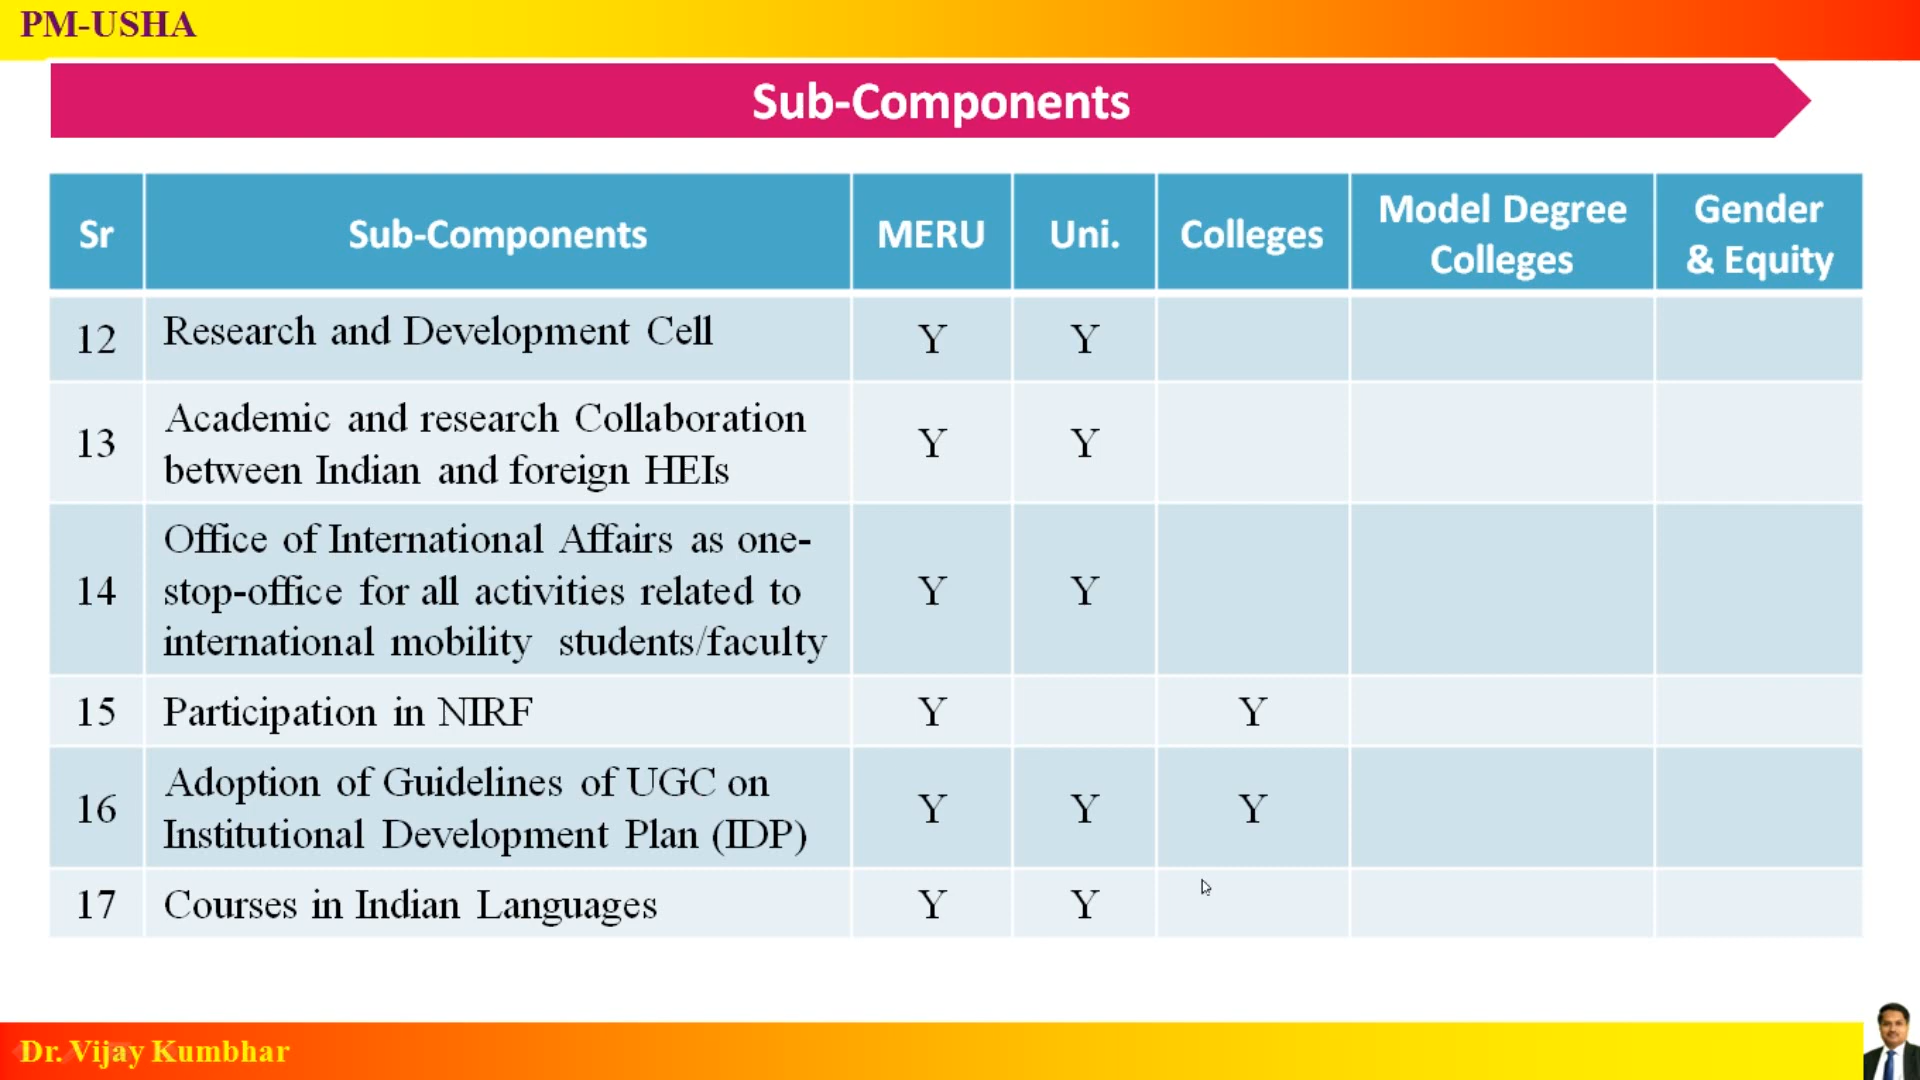 PM-USHA
Sub-Components
Sr Sub-Components MERU Uni. Colleges Model Degree Colleges Gender & Equity
12 Research and Development Cell Y Y
13 Academic and research Collaboration
between Indian and foreign HEIs Y Y
14 Office of International Affairs as one-
stop-office for all activities related to
international mobility students/faculty Y Y
15 Participation in NIRF Y Y
16 Adoption of Guidelines of UGC on
Institutional Development Plan (IDP) Y Y Y
17 Courses in Indian Languages Y Y
Dr. Vijay Kumbhar